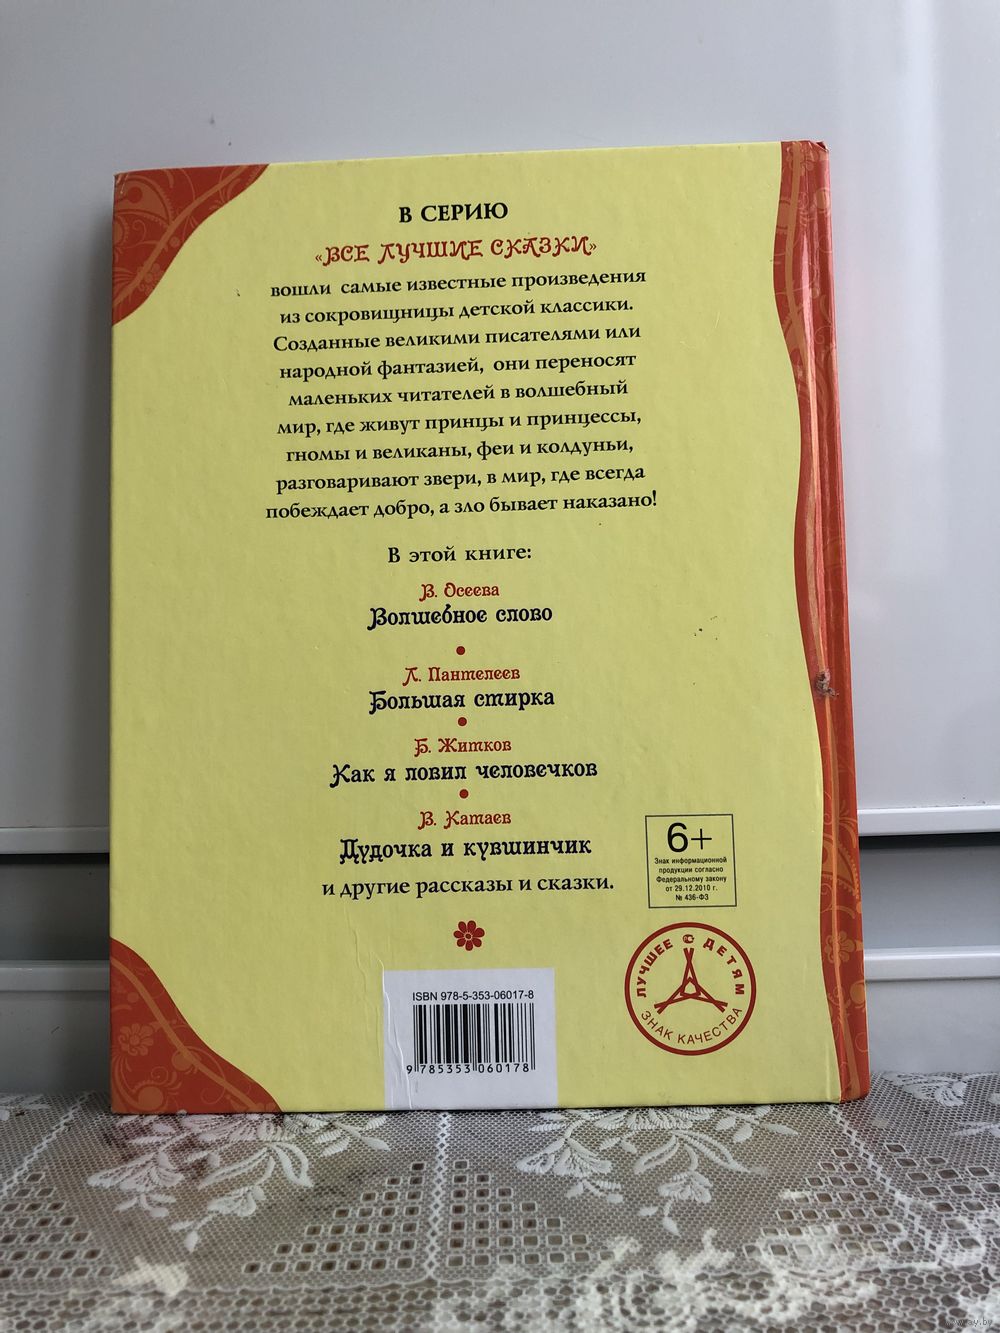 В СЕРИЮ
«ВСЕ ЛУЧШИЕ СКАЗКИ»
вошли самые известные произведения
из сокровищницы детской классики.
Созданные великими писателями или
народной фантазией, они переносят
маленьких читателей в волшебный
мир, где живут принцы и принцессы,
гномы и великаны, феи и колдуньи,
разговаривают звери, в мир, где всегда
побеждает добро, а зло бывает наказано!
В этой книге:
В. Осеева
Волшебное слово
Л. Пантелеев
Большая стирка
Б. Житков
Как я ловил человечков
В. Катаев
Дудочка и кувшинчик
и другие рассказы и сказки.
6+
Знак информационной
продукции согласно
Федеральному закону
от 29.12.2010 г.
№ 436-ФЗ
ЛУЧШЕЕ ДЕТЯМ
ЗНАК КАЧЕСТВА
ISBN 978-5-353-06017-8
9 785353 060178
www.ay.by